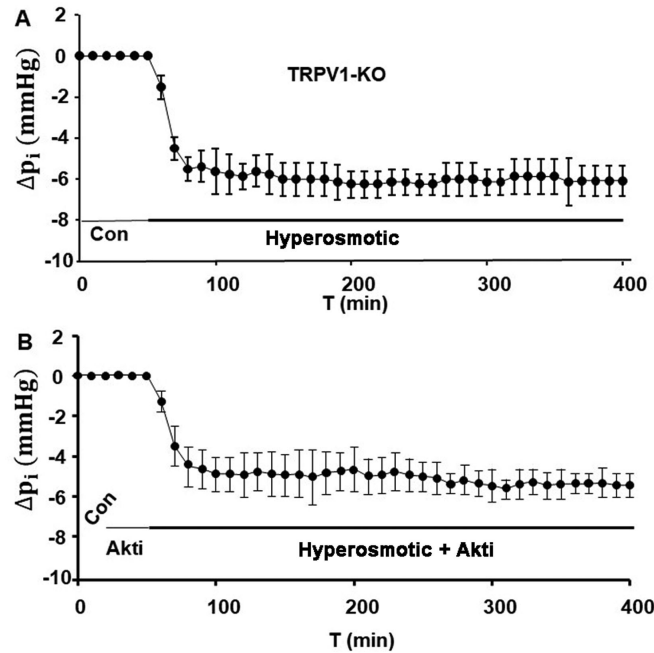 A
2
0
TRPV1-KO
-2
-4
-6
-8
-10
Δpᵢ (mmHg)
Con
Hyperosmotic
100
200
300
400
T (min)
B
2
0
-2
-4
-6
-8
-10
Δpᵢ (mmHg)
Con
Akti
Hyperosmotic + Akti
0
100
200
300
400
T (min)